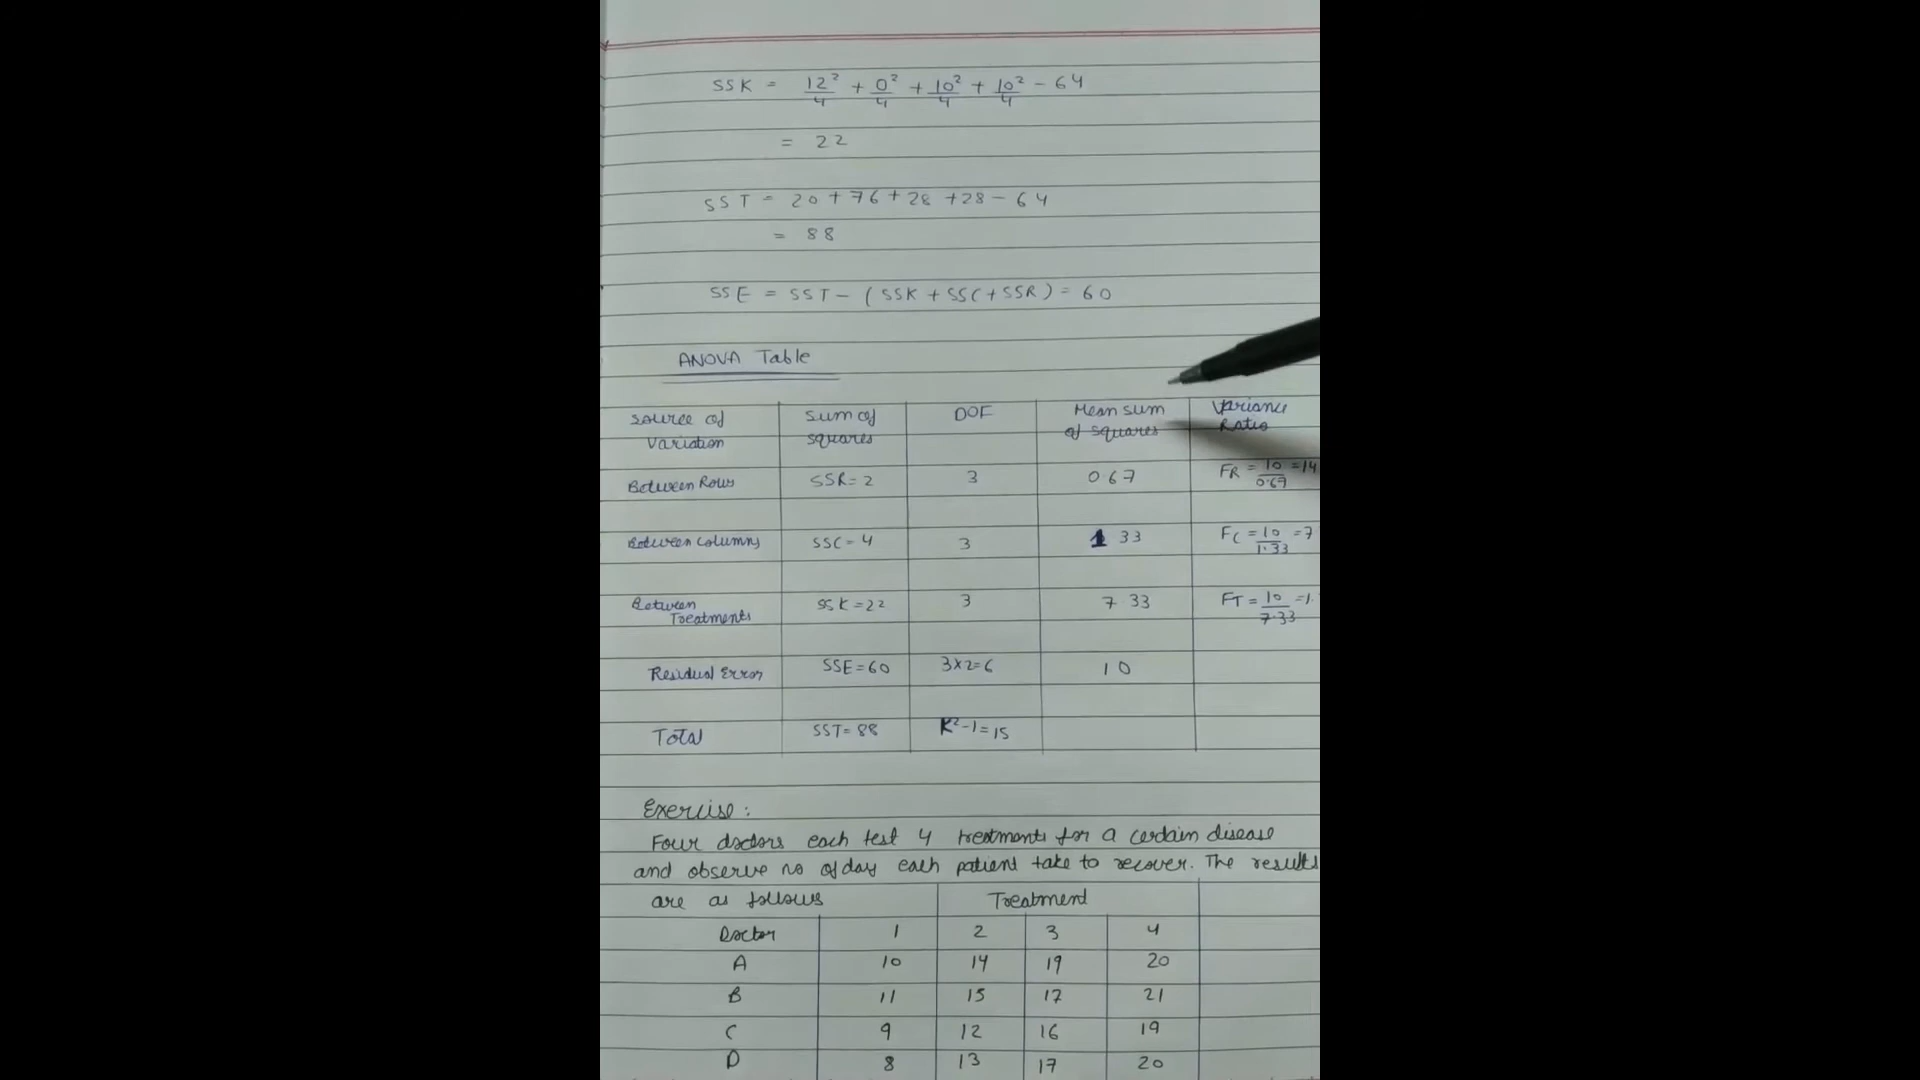 SSK = 12²/4 + 0²/4 + 10²/4 + 10²/4 - 64
= 22
SST = 20 + 76 + 28 + 28 - 64
= 88
SSE = SST - (SSK + SSC + SSR) = 60
ANOVA Table
Source of Variation | Sum of squares | DOF | Mean sum of squares | Variance Ratio
Between Rows | SSR = 2 | 3 | 0.67 | FR = 10/0.67 = 14
Between columns | SSC = 4 | 3 | 1.33 | FC = 10/1.33 = 7
Between Treatments | SSK = 22 | 3 | 7.33 | FT = 10/7.33 = 1.
Residual Error | SSE = 60 | 3×2=6 | 10
Total | SST = 88 | K²-1 = 15
Exercise:
Four doctors each test 4 treatments for a certain disease
and observe no of day each patient take to recover. The results
are as follows | Treatment
Doctor | 1 | 2 | 3 | 4
A | 10 | 14 | 19 | 20
B | 11 | 15 | 17 | 21
C | 9 | 12 | 16 | 19
D | 8 | 13 | 17 | 20